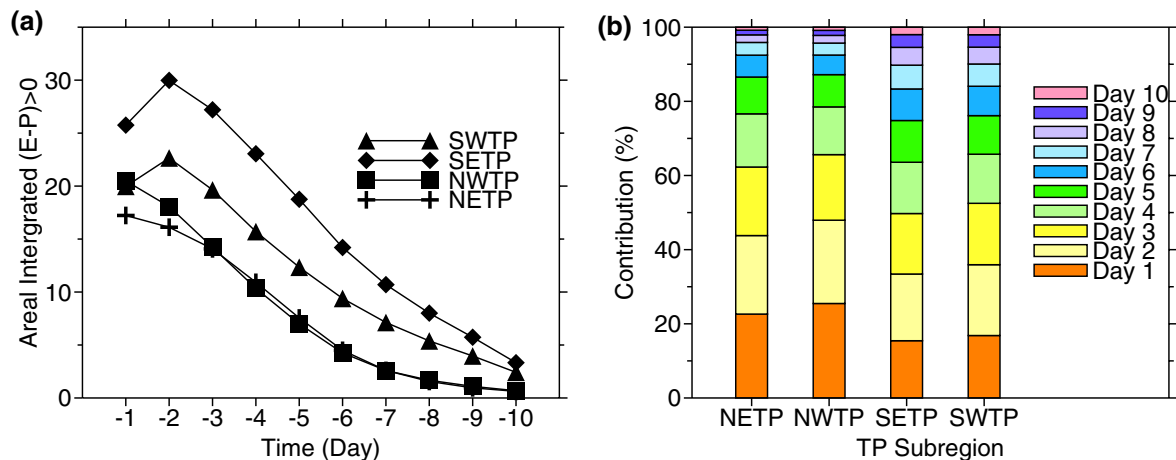 (a)
Areal Intergrated (E-P)>0
30
20
10
0
SWTP
SETP
NWTP
NETP
-1 -2 -3 -4 -5 -6 -7 -8 -9 -10
Time (Day)
(b)
Contribution (%)
100
80
60
40
20
0
Day 10
Day 9
Day 8
Day 7
Day 6
Day 5
Day 4
Day 3
Day 2
Day 1
NETP NWTP SETP SWTP
TP Subregion